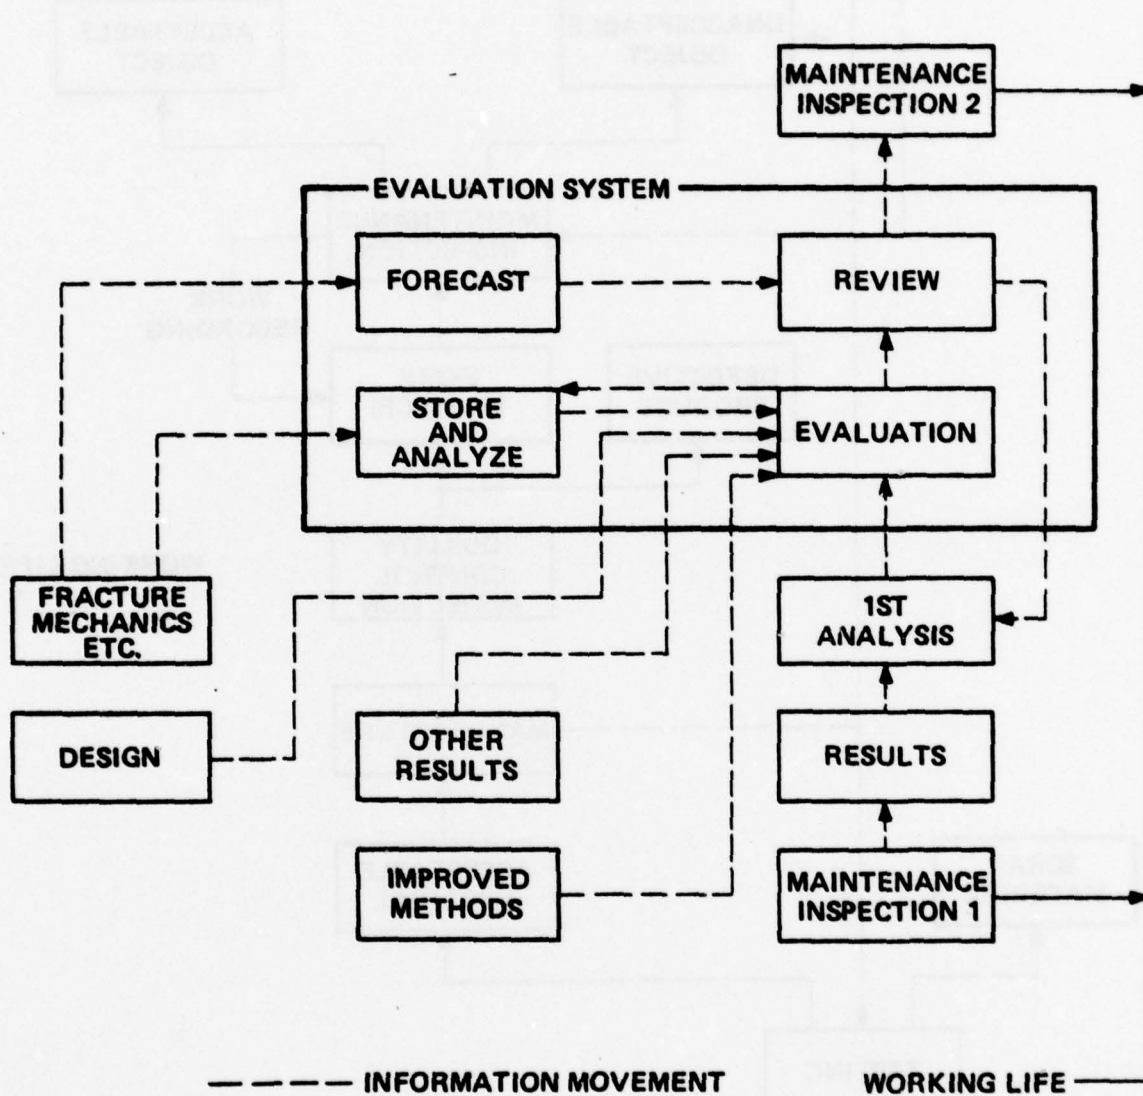 MAINTENANCE
INSPECTION 2
EVALUATION SYSTEM
FORECAST
REVIEW
STORE
AND
ANALYZE
EVALUATION
FRACTURE
MECHANICS
ETC.
1ST
ANALYSIS
DESIGN
OTHER
RESULTS
RESULTS
IMPROVED
METHODS
MAINTENANCE
INSPECTION 1
INFORMATION MOVEMENT
WORKING LIFE